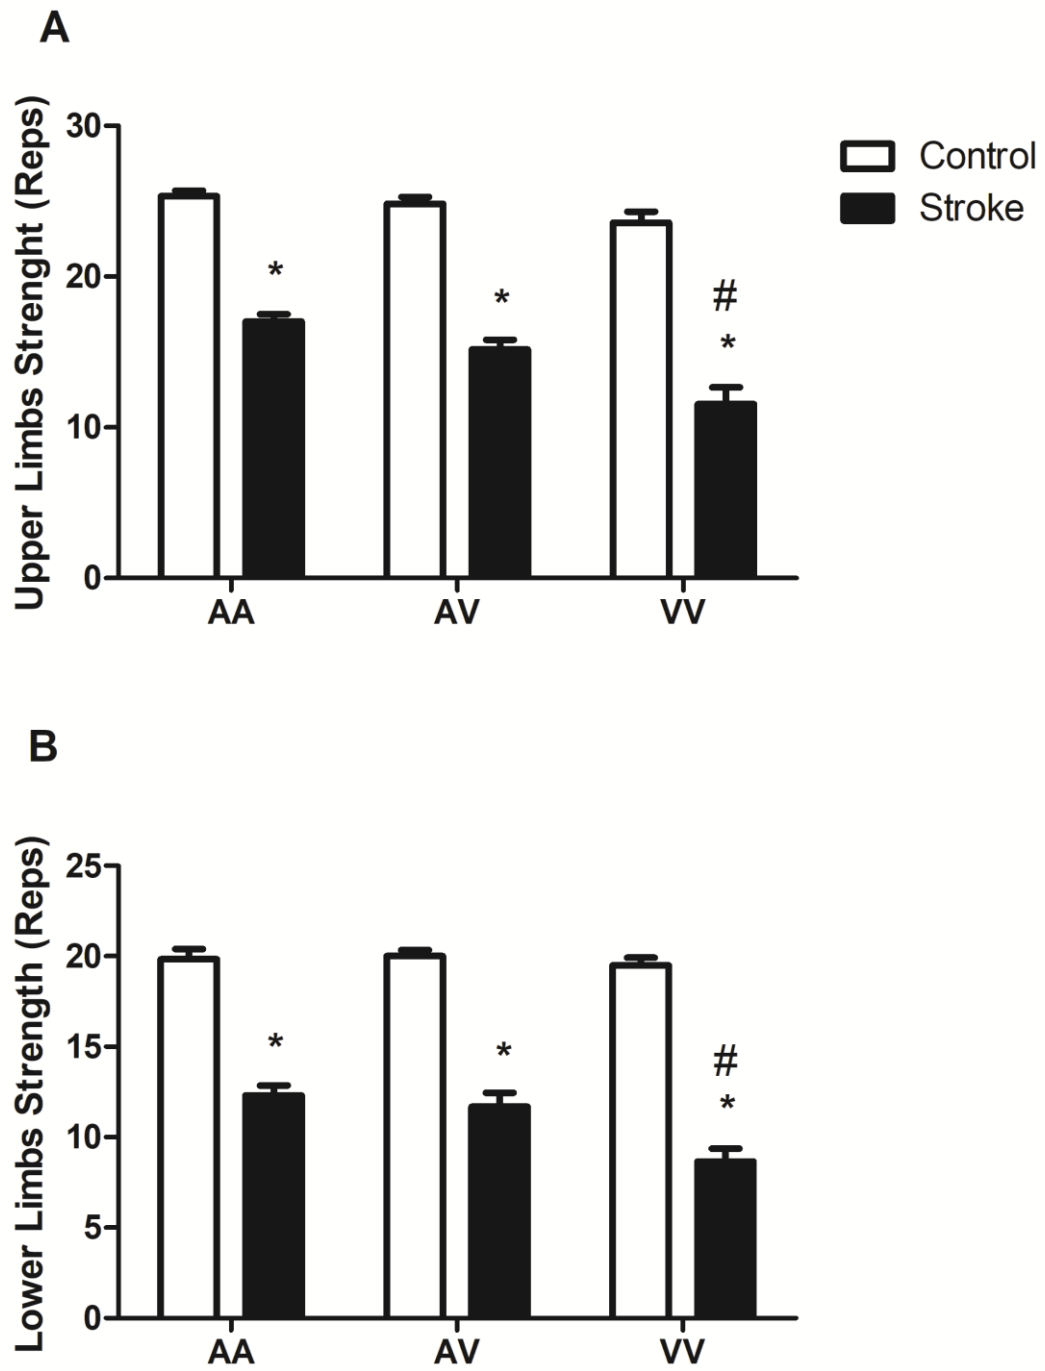 A
Upper Limbs Strenght (Reps)
30
20
10
0
*
*
#
*
AA AV VV
Control
Stroke
B
Lower Limbs Strength (Reps)
25
20
15
10
5
0
*
*
#
*
AA AV VV